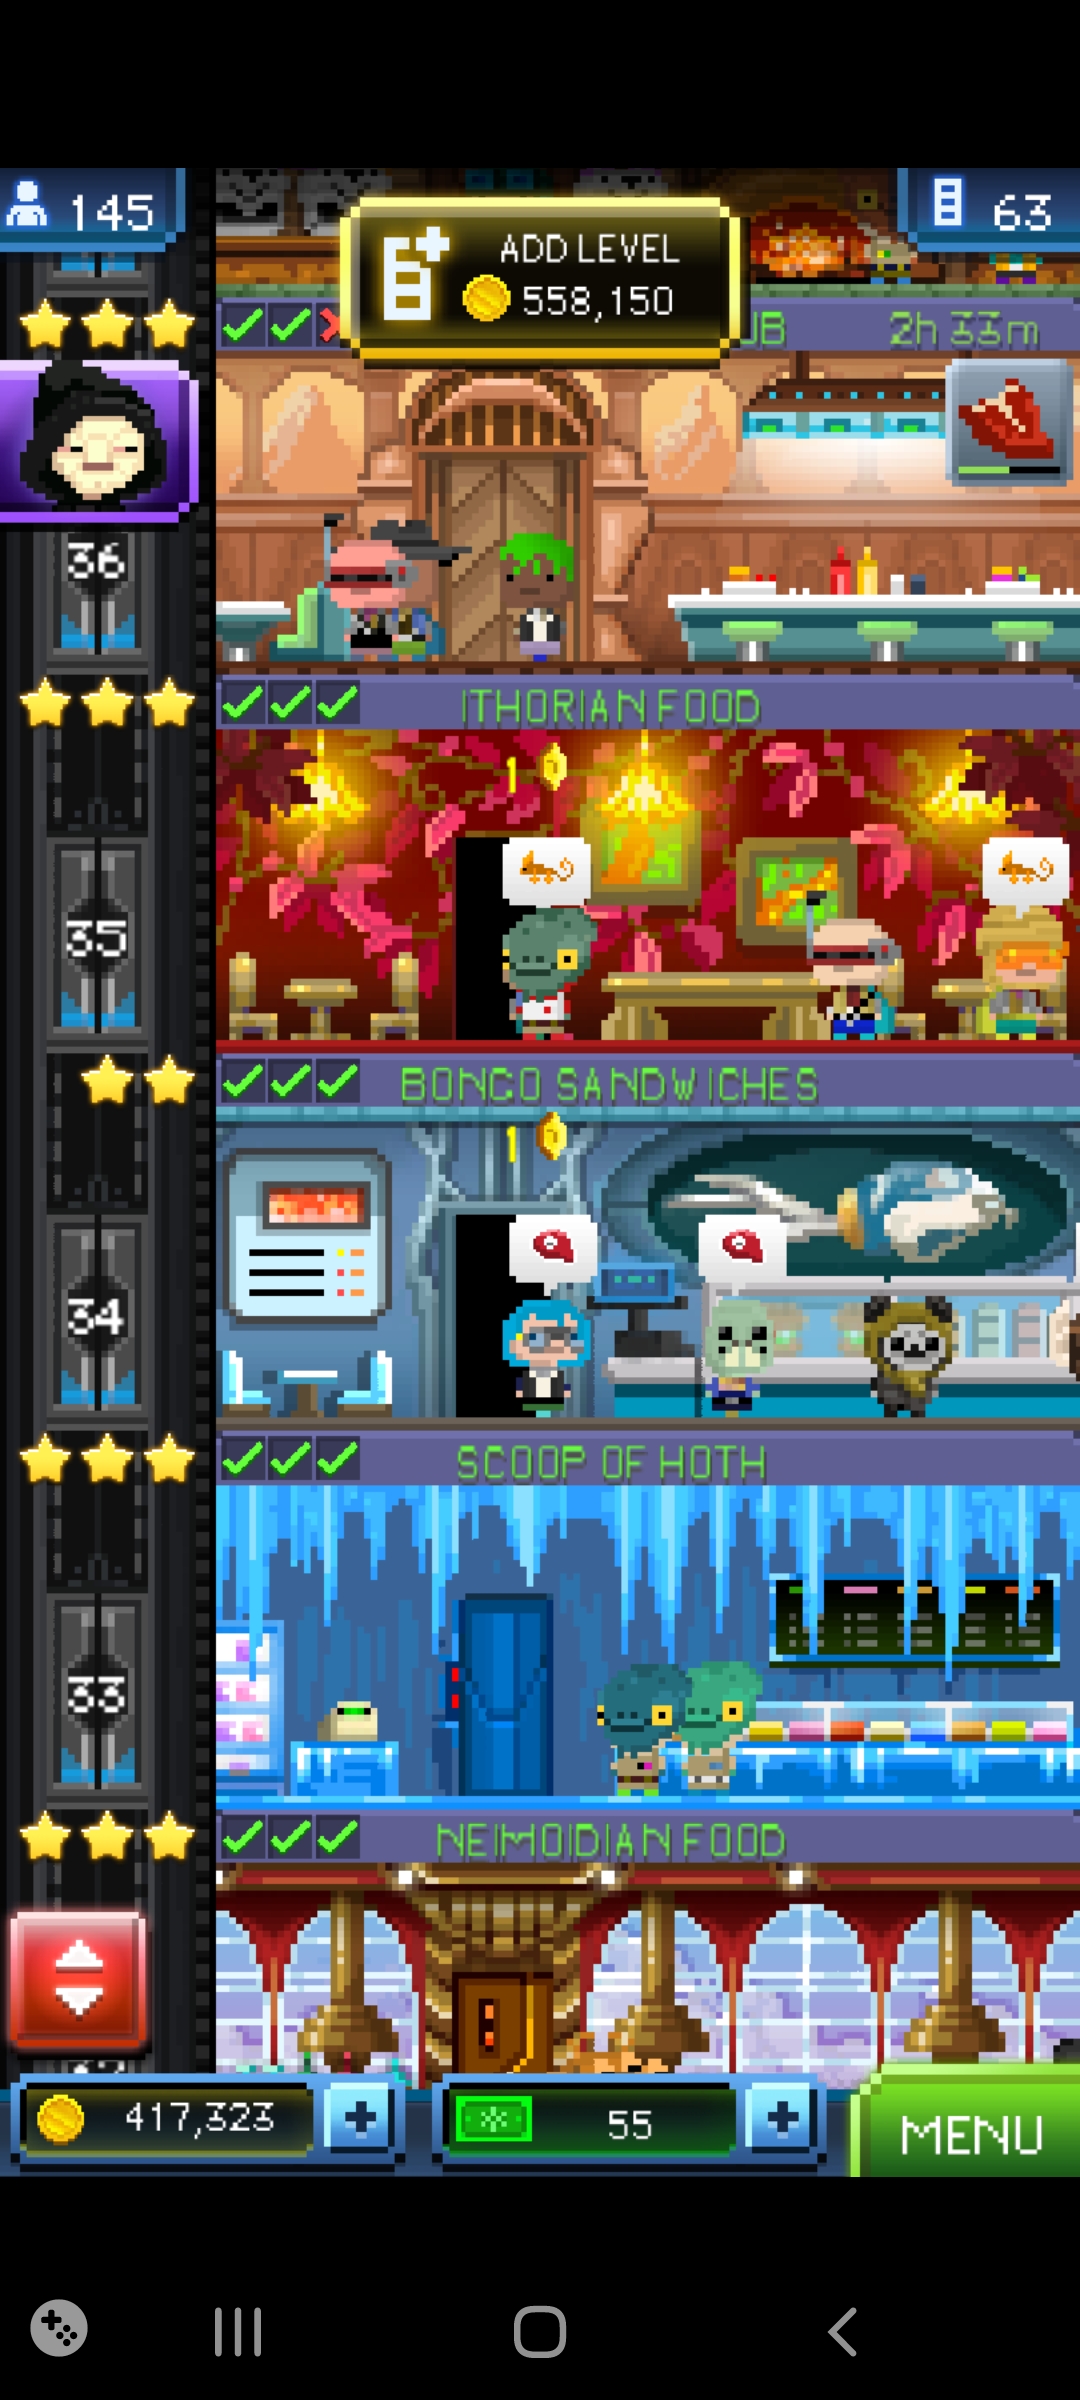 145
ADD LEVEL
558,150
63
2h 33m
36
ITHORIAN FOOD
1
35
BONGO SANDWICHES
1
34
SCOOP OF HOTH
33
NEIMOIDIAN FOOD
417,323
55
MENU